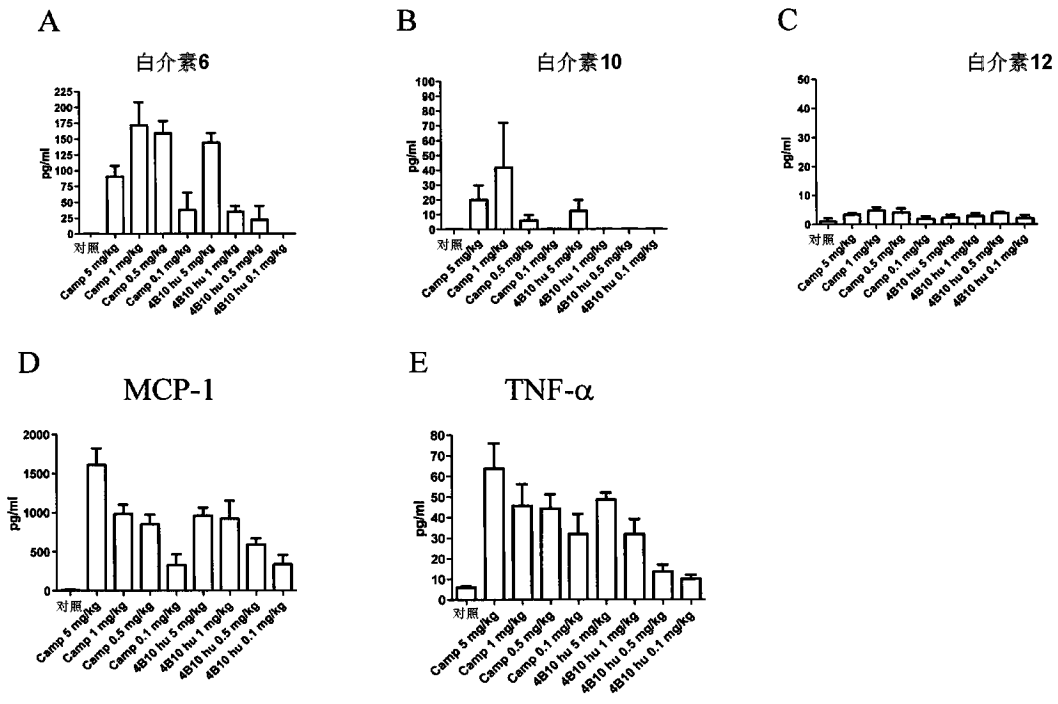 A
B
C
白介素6
白介素10
白介素12
pg/ml
225
200
175
150
125
100
75
50
25
0
对照
Camp 5 mg/kg
Camp 1 mg/kg
Camp 0.5 mg/kg
Camp 0.1 mg/kg
4B10 hu 5 mg/kg
4B10 hu 1 mg/kg
4B10 hu 0.5 mg/kg
4B10 hu 0.1 mg/kg
pg/ml
100
90
80
70
60
50
40
30
20
10
0
对照
Camp 5 mg/kg
Camp 1 mg/kg
Camp 0.5 mg/kg
Camp 0.1 mg/kg
4B10 hu 5 mg/kg
4B10 hu 1 mg/kg
4B10 hu 0.5 mg/kg
4B10 hu 0.1 mg/kg
pg/ml
50
40
30
20
10
0
对照
Camp 5 mg/kg
Camp 1 mg/kg
Camp 0.5 mg/kg
Camp 0.1 mg/kg
4B10 hu 5 mg/kg
4B10 hu 1 mg/kg
4B10 hu 0.5 mg/kg
4B10 hu 0.1 mg/kg
D
E
MCP-1
TNF-α
pg/ml
2000
1500
1000
500
0
对照
Camp 5 mg/kg
Camp 1 mg/kg
Camp 0.5 mg/kg
Camp 0.1 mg/kg
4B10 hu 5 mg/kg
4B10 hu 1 mg/kg
4B10 hu 0.5 mg/kg
4B10 hu 0.1 mg/kg
pg/ml
80
70
60
50
40
30
20
10
0
对照
Camp 5 mg/kg
Camp 1 mg/kg
Camp 0.5 mg/kg
Camp 0.1 mg/kg
4B10 hu 5 mg/kg
4B10 hu 1 mg/kg
4B10 hu 0.5 mg/kg
4B10 hu 0.1 mg/kg